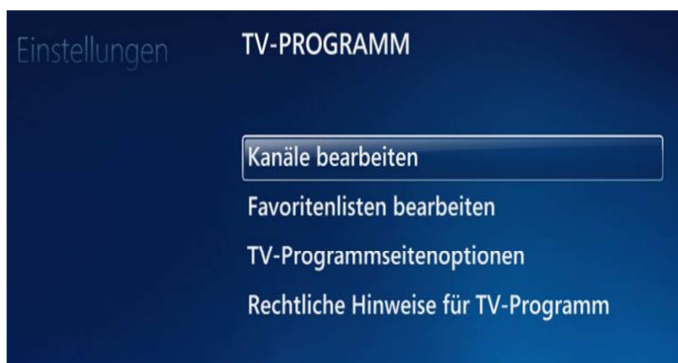 Einstellungen
TV-PROGRAMM
Kanäle bearbeiten
Favoritenlisten bearbeiten
TV-Programmseitenoptionen
Rechtliche Hinweise für TV-Programm